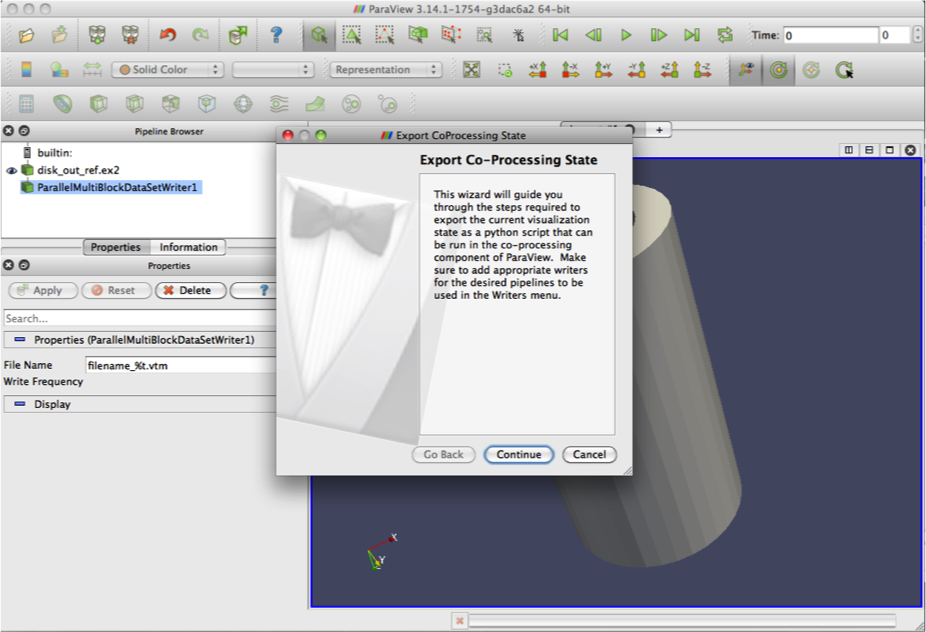 ParaView 3.14.1-1754-g3dac6a2 64-bit
Time: 0 0
Solid Color Representation
+X -X +Y -Y +Z -Z
Pipeline Browser
builtin:
disk_out_ref.ex2
ParallelMultiBlockDataSetWriter1
Properties Information
Properties
Apply Reset Delete ?
Search...
Properties (ParallelMultiBlockDataSetWriter1)
File Name filename_%t.vtm
Write Frequency
Display
Export CoProcessing State
Export Co-Processing State
This wizard will guide you
through the steps required to
export the current visualization
state as a python script that can
be run in the co-processing
component of ParaView. Make
sure to add appropriate writers
for the desired pipelines to be
used in the Writers menu.
Go Back Continue Cancel
X
Y